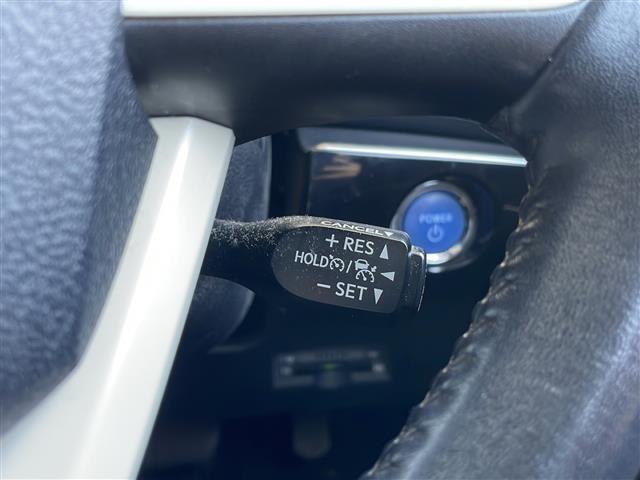 CANCEL▼
+ RES ▲
HOLD / ◀
− SET ▼
POWER